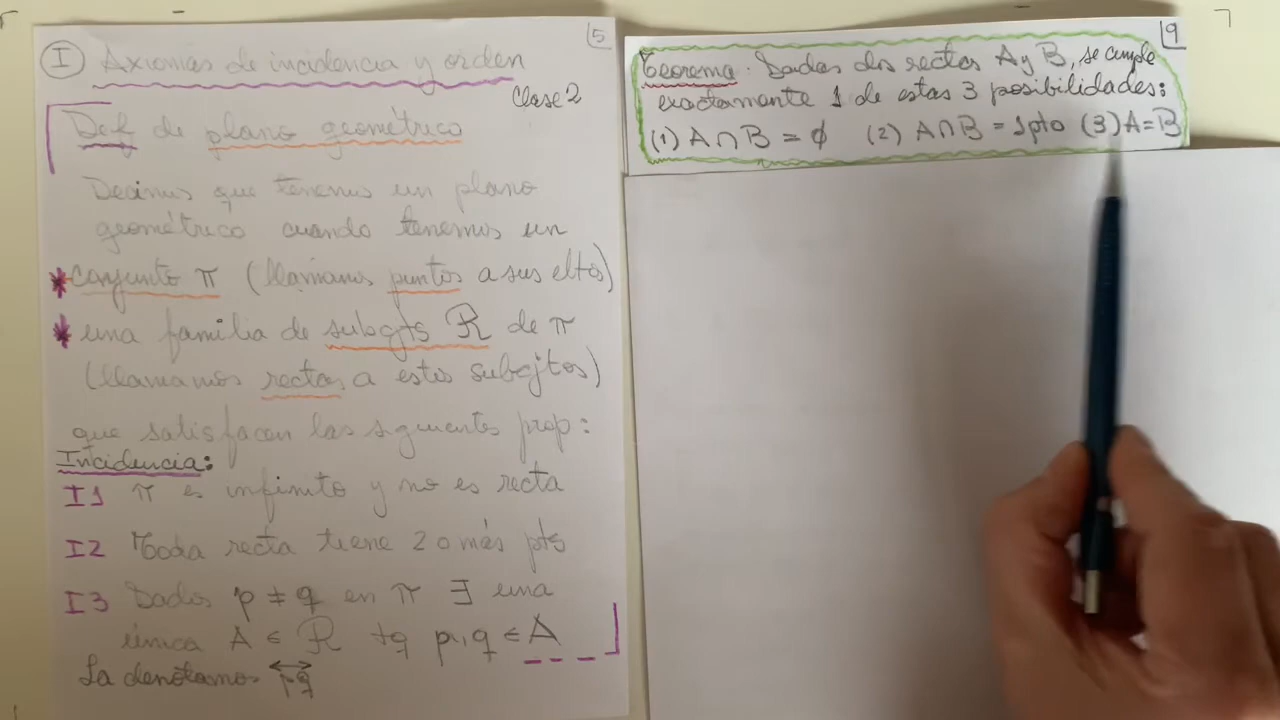 5
I Axiomas de incidencia y orden
Clase 2
Def de plano geométrico
Decimos que tenemos un plano
geométrico cuando tenemos un
* conjunto π (llamamos puntos a sus eltos)
* una familia de subcjts R de π
(llamamos rectas a estos subcjtos)
que satisfacen las siguientes prop:
Incidencia:
I1 π es infinito y no es recta
I2 Toda recta tiene 2 o más pts
I3 Dados p ≠ q en π ∃ una
única A ∈ R tq p,q ∈ A
La denotamos p͍q
9
Teorema. Dadas dos rectas A y B, se cumple
exactamente 1 de estas 3 posibilidades:
(1) A ∩ B = ∅ (2) A ∩ B = 1 pto (3) A = B